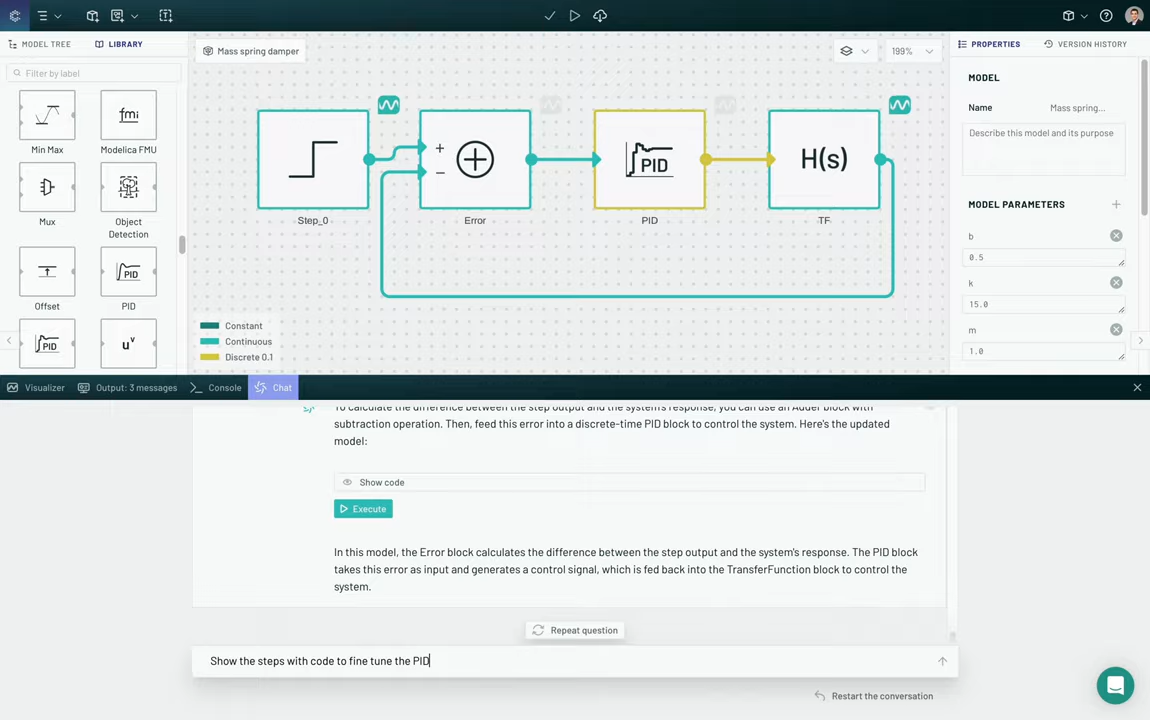 199%
MODEL TREE
LIBRARY
Mass spring damper
PROPERTIES
VERSION HISTORY
Filter by label
Min Max
fmi
Modelica FMU
Mux
Object
Detection
Offset
PID
PID
PID
uv
+
−
Step_0
Error
PID
PID
H(s)
TF
Constant
Continuous
Discrete 0.1
MODEL
Name
Mass spring...
Describe this model and its purpose
MODEL PARAMETERS
b
0.5
k
15.0
m
1.0
Visualizer
Output: 3 messages
Console
Chat
To calculate the difference between the step output and the system's response, you can use an Adder block with
subtraction operation. Then, feed this error into a discrete-time PID block to control the system. Here's the updated
model:
Show code
Execute
In this model, the Error block calculates the difference between the step output and the system's response. The PID block
takes this error as input and generates a control signal, which is fed back into the TransferFunction block to control the
system.
Repeat question
Show the steps with code to fine tune the PID
Restart the conversation